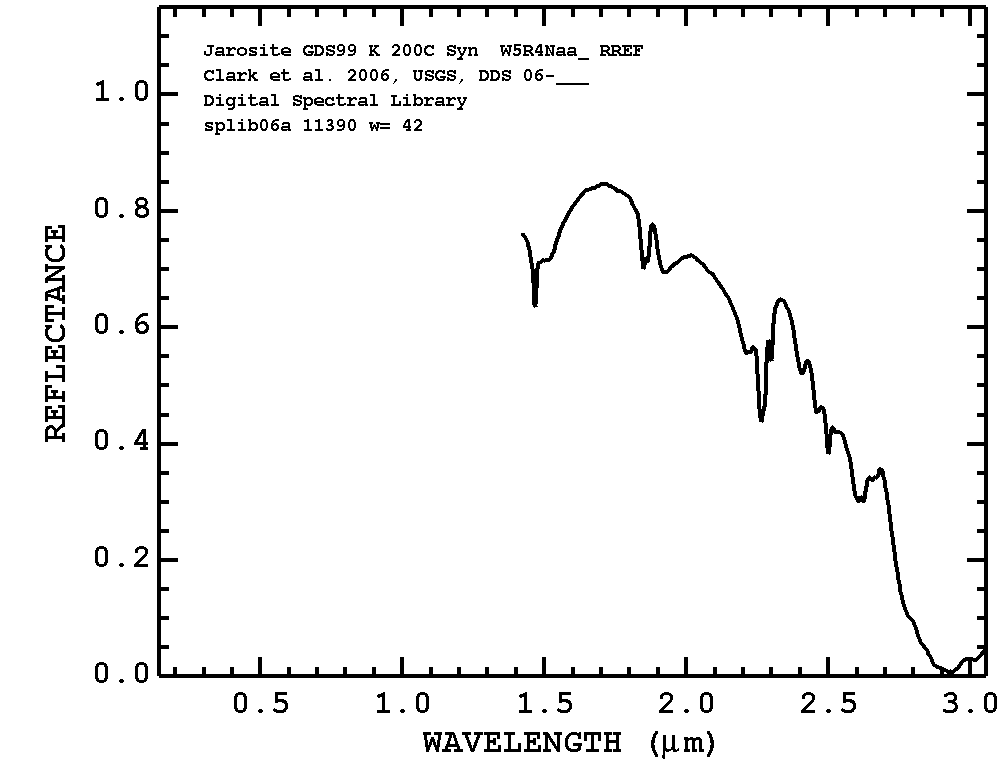 Jarosite GDS99 K 200C Syn  W5R4Naa_ RREF
Clark et al. 2006, USGS, DDS 06-___
Digital Spectral Library
splib06a 11390 w= 42
1.0
0.8
0.6
0.4
0.2
0.0
REFLECTANCE
0.5 1.0 1.5 2.0 2.5 3.0
WAVELENGTH (μm)